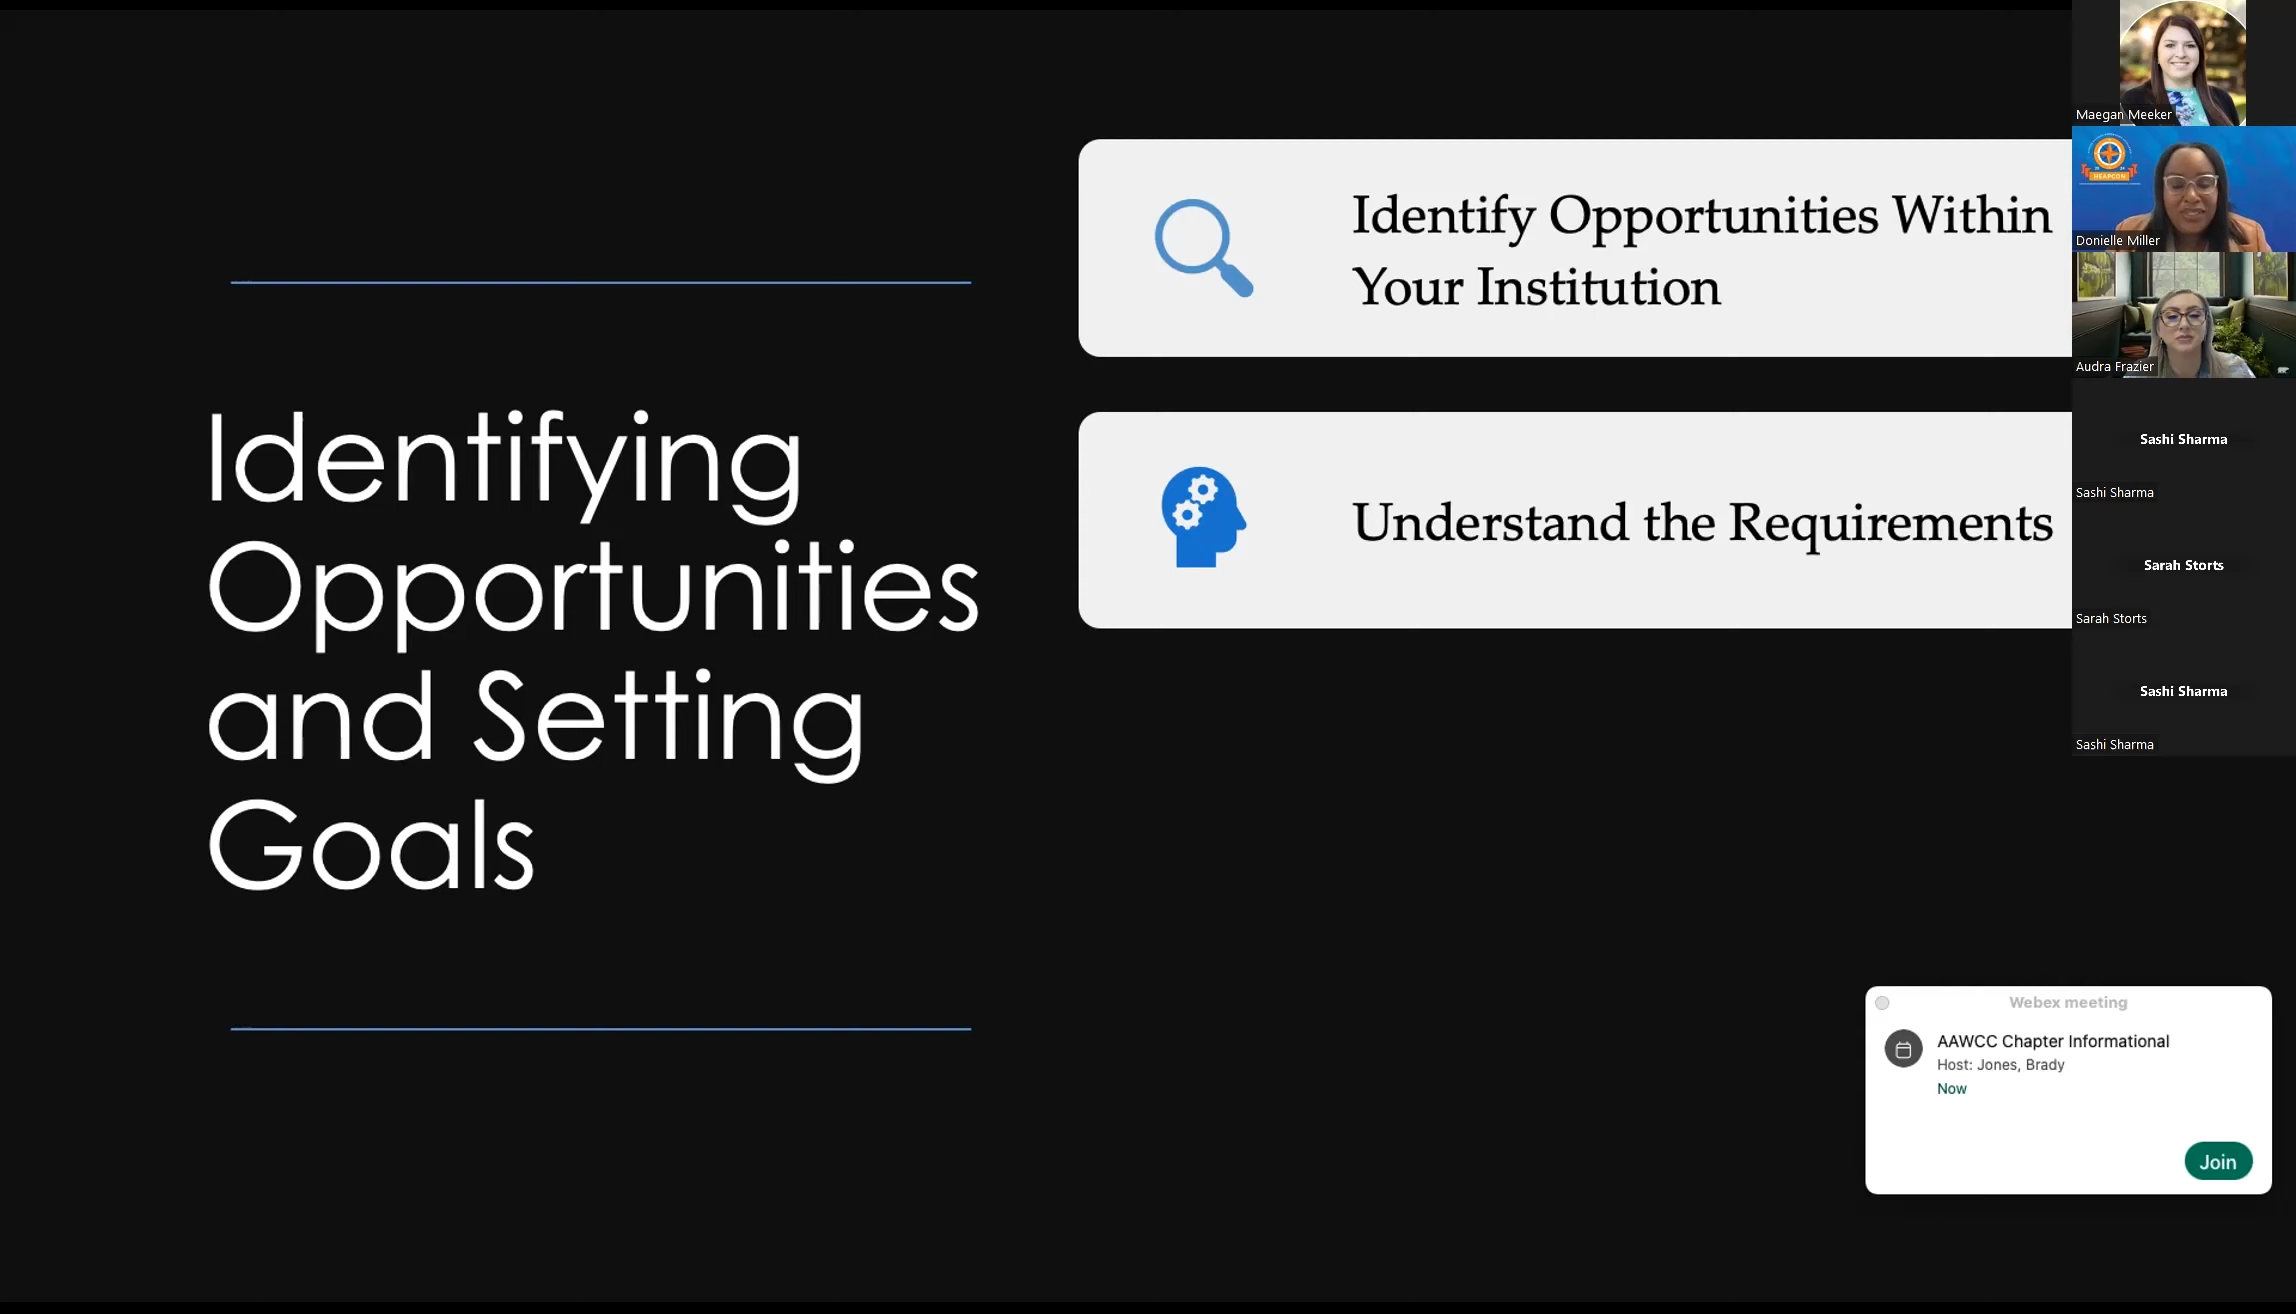 Identifying
Opportunities
and Setting
Goals
Identify Opportunities Within
Your Institution
Understand the Requirements
Maegan Meeker
HEAPCON
Donielle Miller
Audra Frazier
Sashi Sharma
Sashi Sharma
Sarah Storts
Sarah Storts
Sashi Sharma
Sashi Sharma
Webex meeting
AAWCC Chapter Informational
Host: Jones, Brady
Now
Join